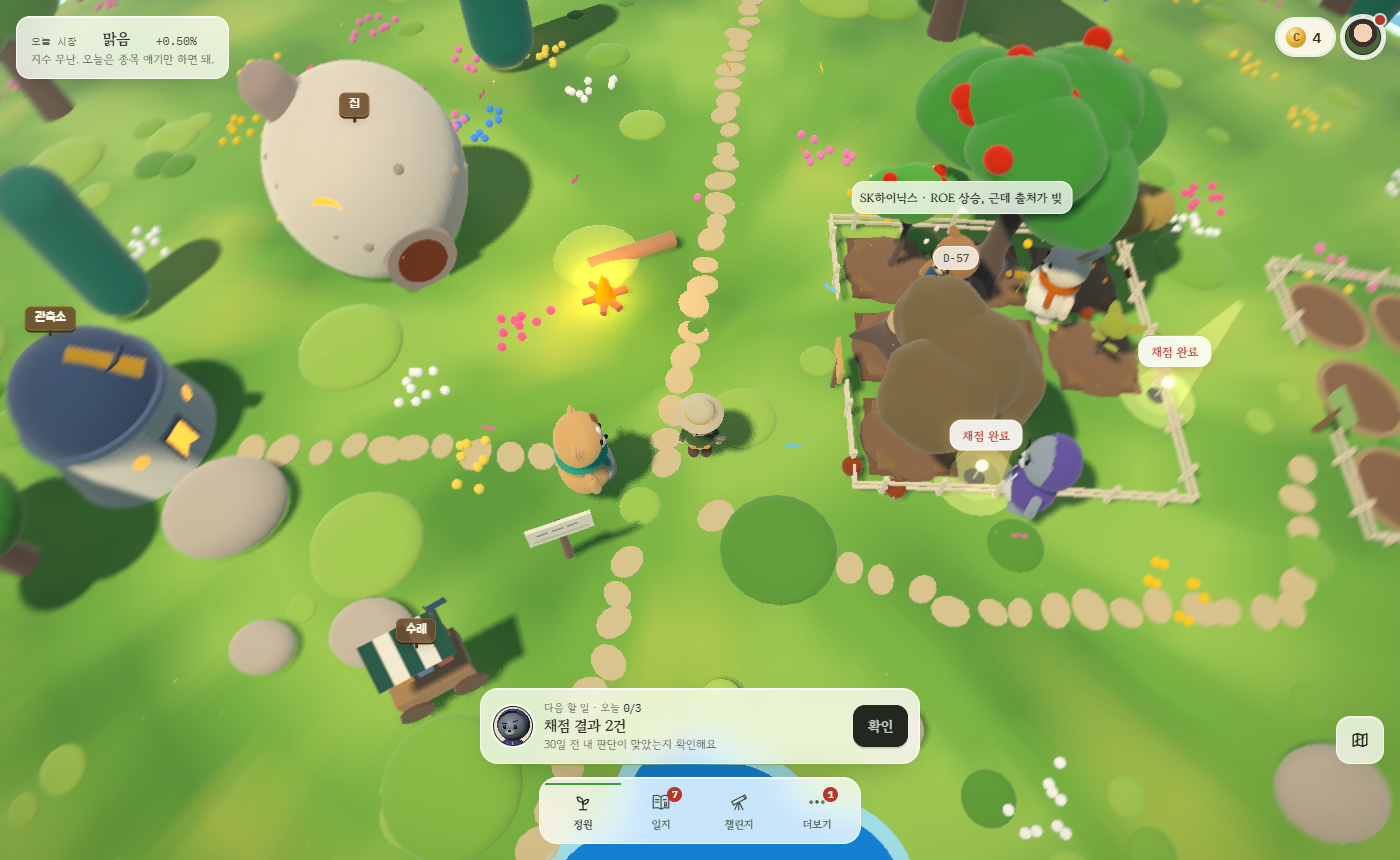 오늘 시장 맑음 +0.50%
지수 무난. 오늘은 종목 얘기만 하면 돼.
C 4
집
SK하이닉스 · ROE 상승, 근데 출처가 빚
D-57
관측소
채점 완료
채점 완료
수레
다음 할 일 · 오늘 0/3
채점 결과 2건
30일 전 내 판단이 맞았는지 확인해요
확인
7
1
정원
일지
챌린지
더보기